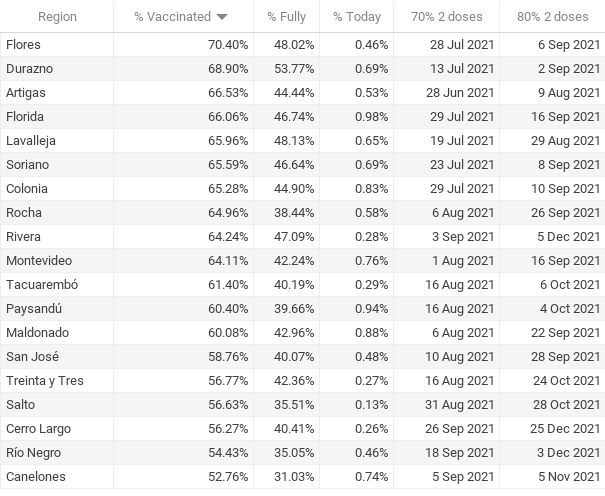 Region % Vaccinated % Fully % Today 70% 2 doses 80% 2 doses
Flores 70.40% 48.02% 0.46% 28 Jul 2021 6 Sep 2021
Durazno 68.90% 53.77% 0.69% 13 Jul 2021 2 Sep 2021
Artigas 66.53% 44.44% 0.53% 28 Jun 2021 9 Aug 2021
Florida 66.06% 46.74% 0.98% 29 Jul 2021 16 Sep 2021
Lavalleja 65.96% 48.13% 0.65% 19 Jul 2021 29 Aug 2021
Soriano 65.59% 46.64% 0.69% 23 Jul 2021 8 Sep 2021
Colonia 65.28% 44.90% 0.83% 29 Jul 2021 10 Sep 2021
Rocha 64.96% 38.44% 0.58% 6 Aug 2021 26 Sep 2021
Rivera 64.24% 47.09% 0.28% 3 Sep 2021 5 Dec 2021
Montevideo 64.11% 42.24% 0.76% 1 Aug 2021 16 Sep 2021
Tacuarembó 61.40% 40.19% 0.29% 16 Aug 2021 6 Oct 2021
Paysandú 60.40% 39.66% 0.94% 16 Aug 2021 4 Oct 2021
Maldonado 60.08% 42.96% 0.88% 6 Aug 2021 22 Sep 2021
San José 58.76% 40.07% 0.48% 10 Aug 2021 28 Sep 2021
Treinta y Tres 56.77% 42.36% 0.27% 16 Aug 2021 24 Oct 2021
Salto 56.63% 35.51% 0.13% 31 Aug 2021 28 Oct 2021
Cerro Largo 56.27% 40.41% 0.26% 26 Sep 2021 25 Dec 2021
Río Negro 54.43% 35.05% 0.46% 18 Sep 2021 3 Dec 2021
Canelones 52.76% 31.03% 0.74% 5 Sep 2021 5 Nov 2021